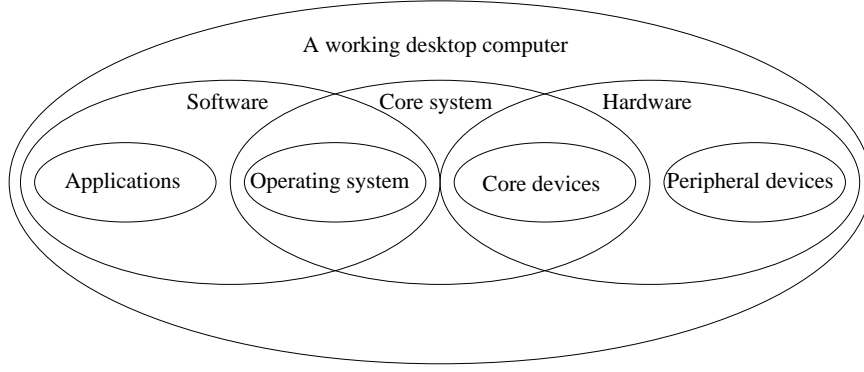 A working desktop computer
Software
Core system
Hardware
Applications
Operating system
Core devices
Peripheral devices